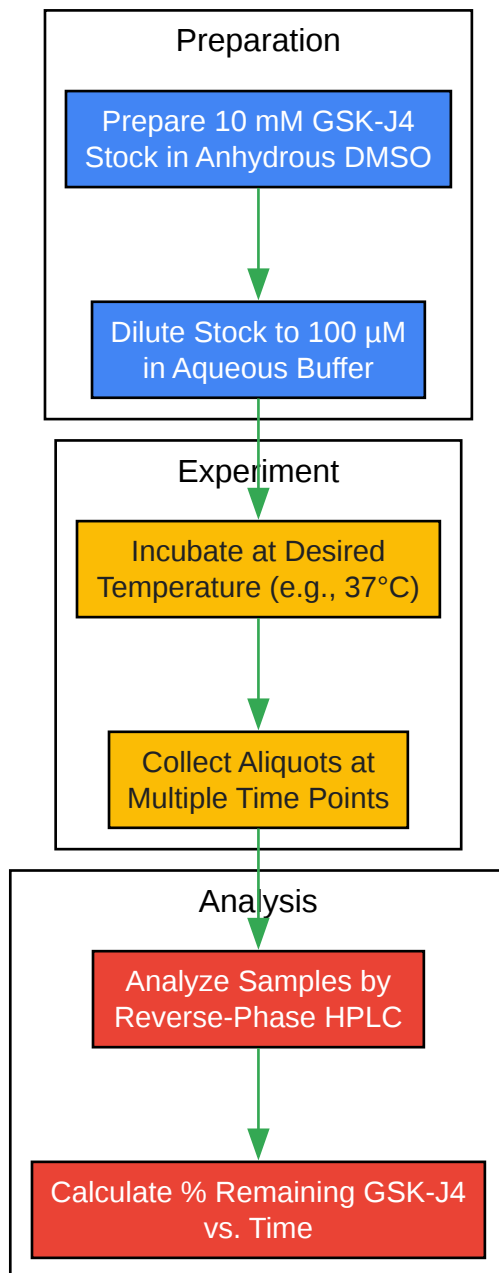 Preparation
Prepare 10 mM GSK-J4
Stock in Anhydrous DMSO
Dilute Stock to 100 µM
in Aqueous Buffer
Experiment
Incubate at Desired
Temperature (e.g., 37°C)
Collect Aliquots at
Multiple Time Points
Analysis
Analyze Samples by
Reverse-Phase HPLC
Calculate % Remaining GSK-J4
vs. Time